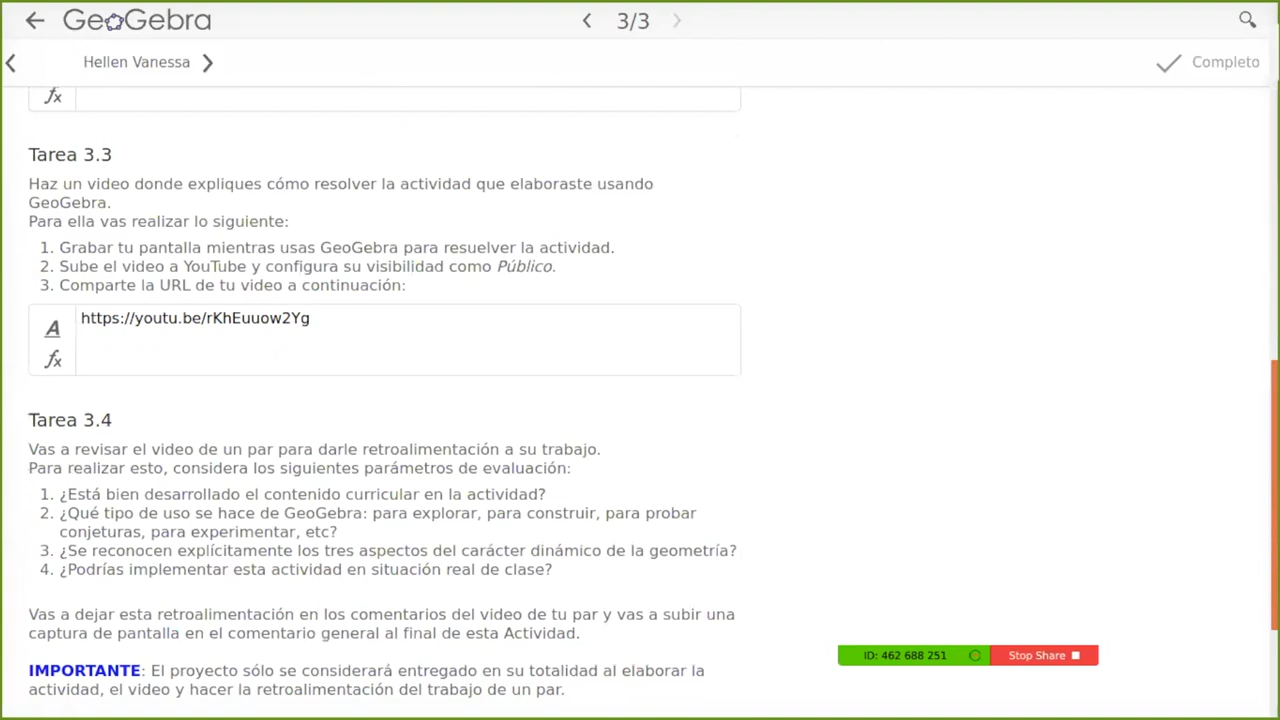 GeoGebra
3/3
Hellen Vanessa
Completo
fx
Tarea 3.3
Haz un video donde expliques cómo resolver la actividad que elaboraste usando
GeoGebra.
Para ella vas realizar lo siguiente:
1. Grabar tu pantalla mientras usas GeoGebra para resuelver la actividad.
2. Sube el video a YouTube y configura su visibilidad como Público.
3. Comparte la URL de tu video a continuación:
A
https://youtu.be/rKhEuuow2Yg
fx
Tarea 3.4
Vas a revisar el video de un par para darle retroalimentación a su trabajo.
Para realizar esto, considera los siguientes parámetros de evaluación:
1. ¿Está bien desarrollado el contenido curricular en la actividad?
2. ¿Qué tipo de uso se hace de GeoGebra: para explorar, para construir, para probar
conjeturas, para experimentar, etc?
3. ¿Se reconocen explícitamente los tres aspectos del carácter dinámico de la geometría?
4. ¿Podrías implementar esta actividad en situación real de clase?
Vas a dejar esta retroalimentación en los comentarios del video de tu par y vas a subir una
captura de pantalla en el comentario general al final de esta Actividad.
ID: 462 688 251
Stop Share
IMPORTANTE: El proyecto sólo se considerará entregado en su totalidad al elaborar la
actividad, el video y hacer la retroalimentación del trabajo de un par.